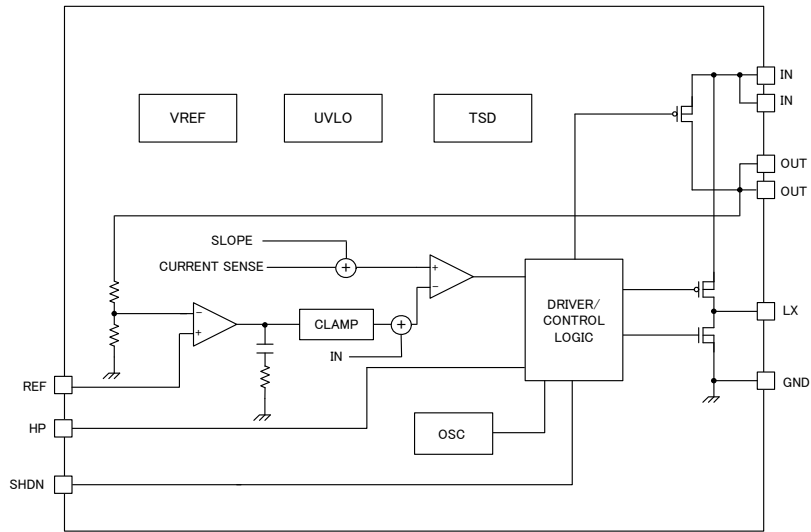 IN
IN
VREF
UVLO
TSD
OUT
OUT
SLOPE
CURRENT SENSE
+
+
−
DRIVER/
CONTROL
LOGIC
LX
−
+
CLAMP
+
IN
REF
GND
HP
OSC
SHDN